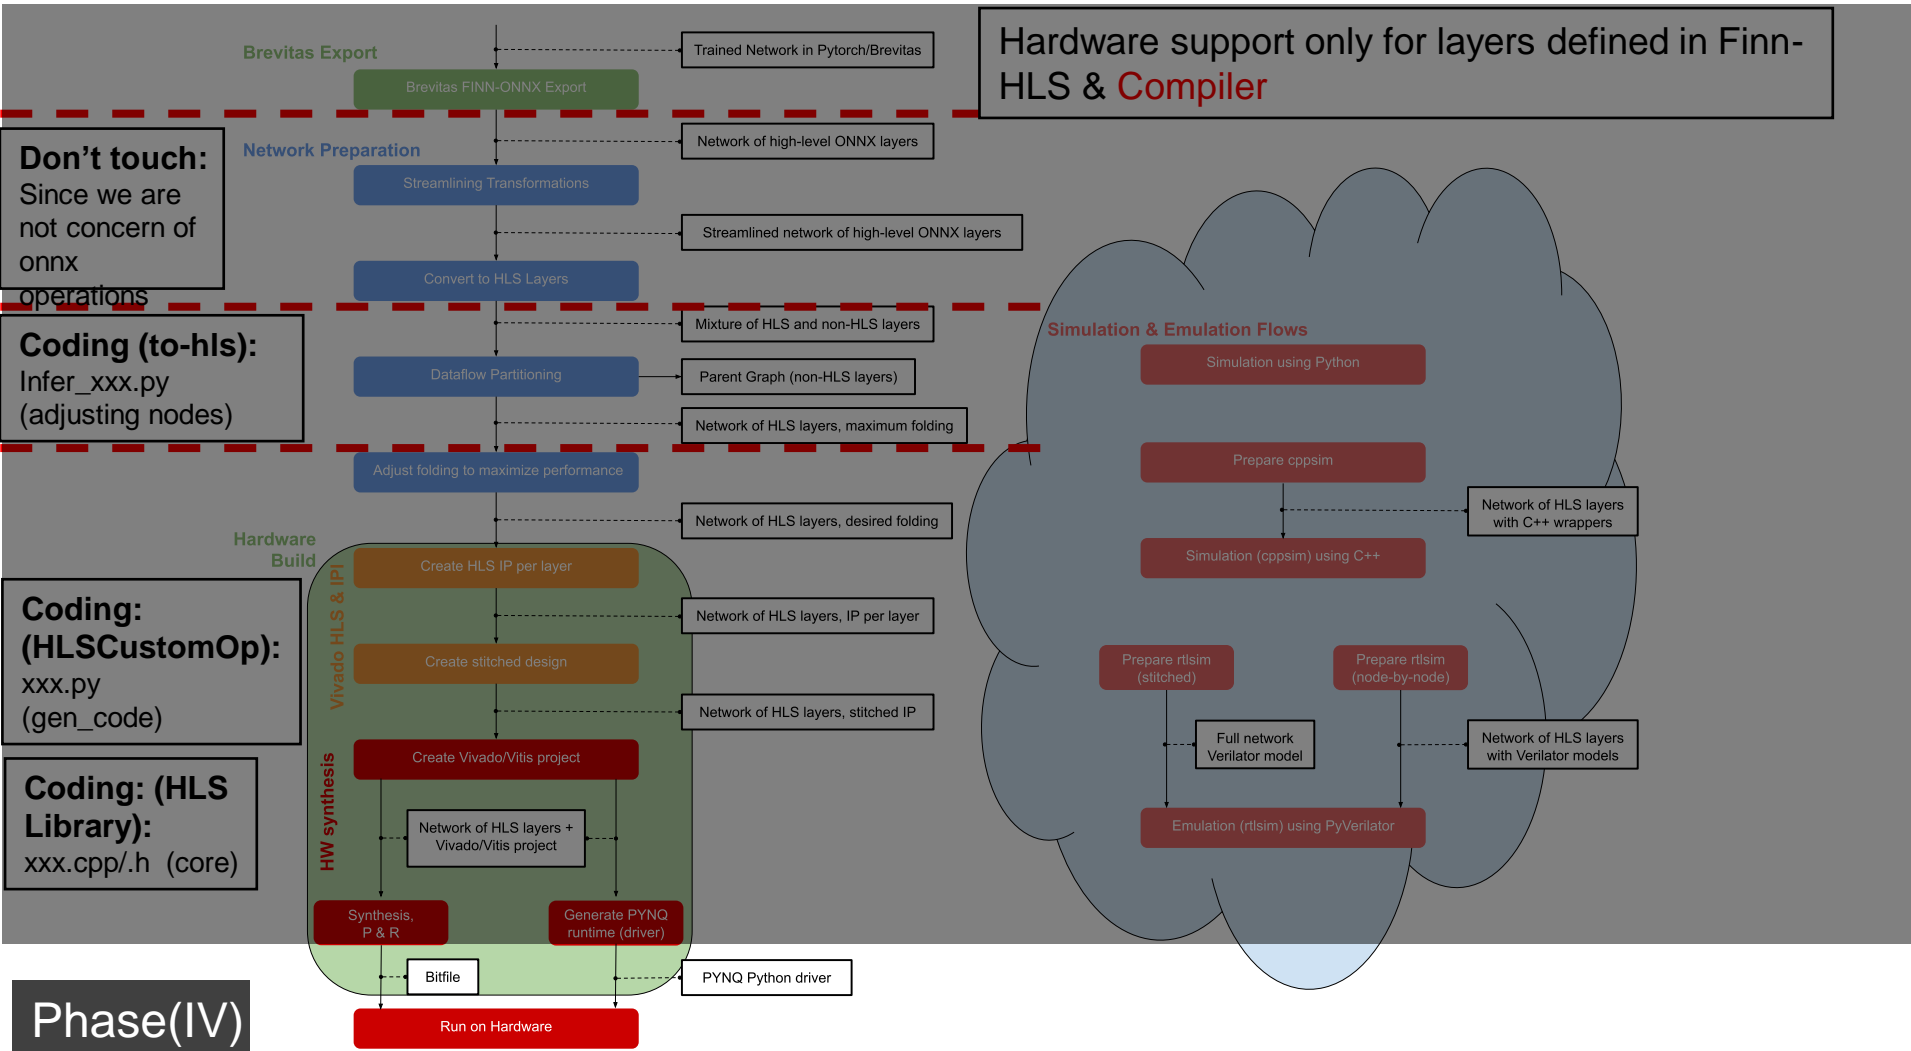 Hardware support only for layers defined in Finn-
HLS & Compiler
Brevitas Export
Trained Network in Pytorch/Brevitas
Brevitas FINN-ONNX Export
Don’t touch:
Since we are
not concern of
onnx
operations
Network Preparation
Network of high-level ONNX layers
Streamlining Transformations
Streamlined network of high-level ONNX layers
Convert to HLS Layers
Coding (to-hls):
Infer_xxx.py
(adjusting nodes)
Mixture of HLS and non-HLS layers
Dataflow Partitioning
Parent Graph (non-HLS layers)
Network of HLS layers, maximum folding
Adjust folding to maximize performance
Network of HLS layers, desired folding
Hardware
Build
Vivado HLS & IPI
Create HLS IP per layer
Network of HLS layers, IP per layer
Create stitched design
Network of HLS layers, stitched IP
Coding:
(HLSCustomOp):
xxx.py
(gen_code)
Coding: (HLS
Library):
xxx.cpp/.h (core)
HW synthesis
Create Vivado/Vitis project
Network of HLS layers +
Vivado/Vitis project
Synthesis,
P & R
Generate PYNQ
runtime (driver)
Bitfile
PYNQ Python driver
Run on Hardware
Simulation & Emulation Flows
Simulation using Python
Prepare cppsim
Network of HLS layers
with C++ wrappers
Simulation (cppsim) using C++
Prepare rtlsim
(stitched)
Prepare rtlsim
(node-by-node)
Full network
Verilator model
Network of HLS layers
with Verilator models
Emulation (rtlsim) using PyVerilator
Phase(IV)